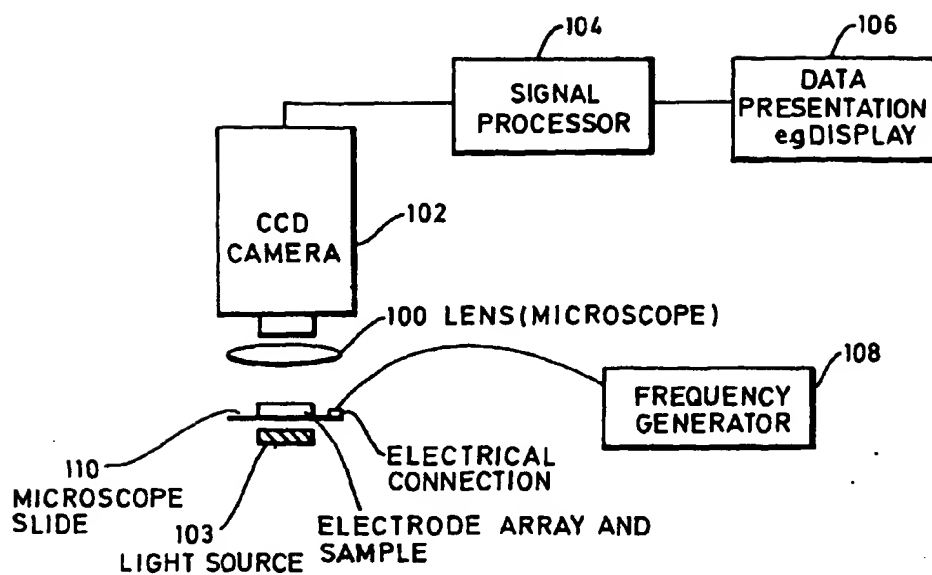 104
106
SIGNAL
PROCESSOR
DATA
PRESENTATION
e.g DISPLAY
CCD
CAMERA
102
100 LENS (MICROSCOPE)
108
FREQUENCY
GENERATOR
110
MICROSCOPE
SLIDE
103
LIGHT SOURCE
ELECTRICAL
CONNECTION
ELECTRODE ARRAY AND
SAMPLE